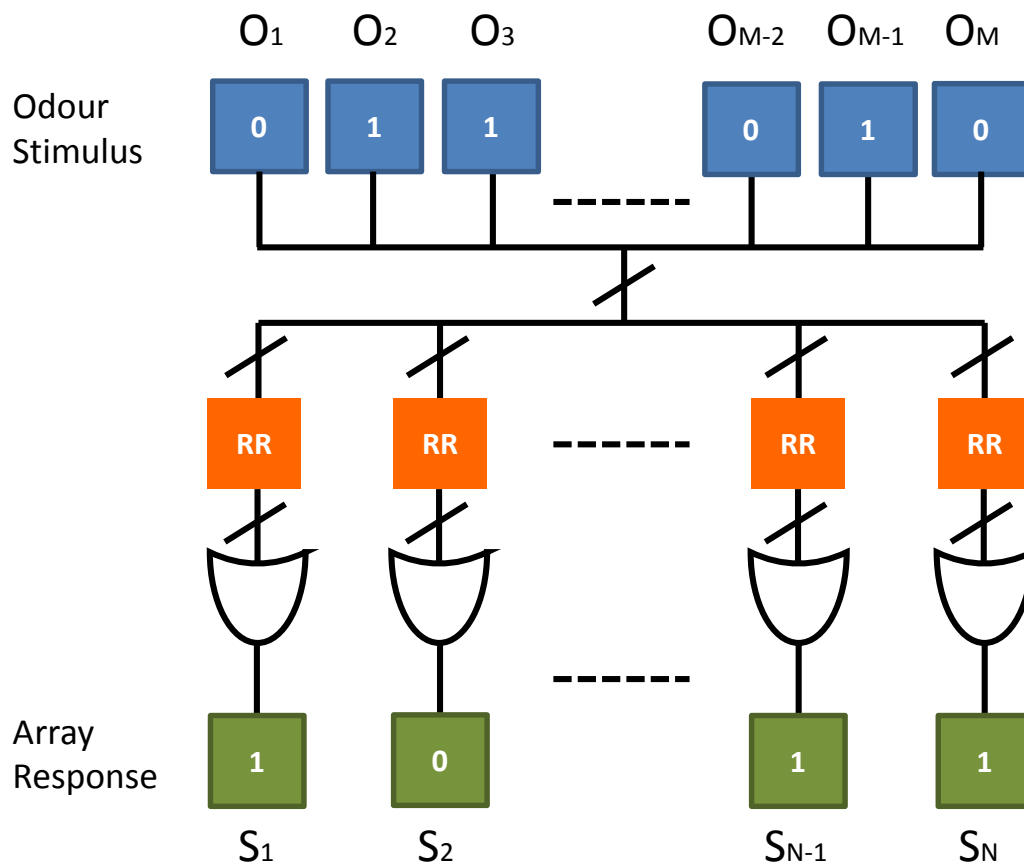 O1 O2 O3 OM-2 OM-1 OM
Odour
Stimulus
0 1 1 0 1 0
RR RR RR RR
Array
Response
1 0 1 1
S1 S2 SN-1 SN